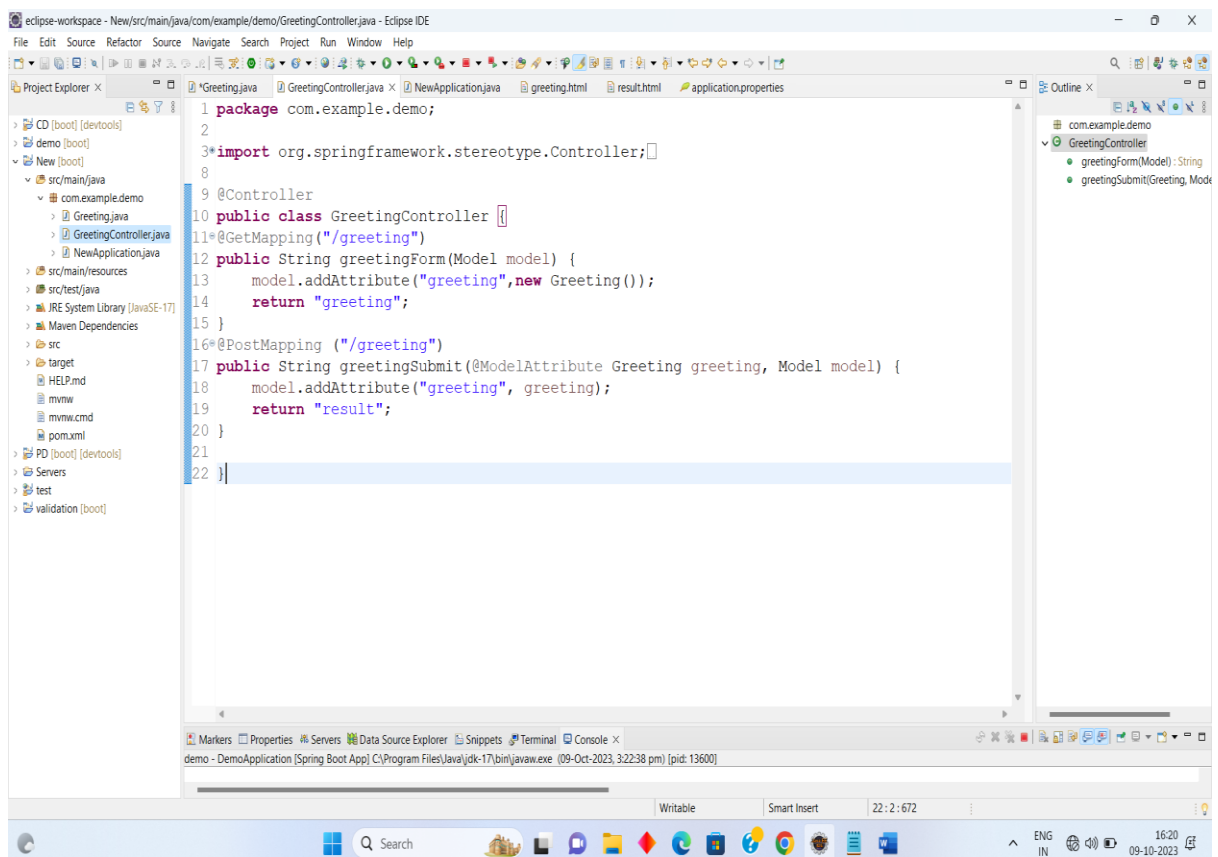 eclipse-workspace - New/src/main/java/com/example/demo/GreetingController.java - Eclipse IDE
File Edit Source Refactor Source Navigate Search Project Run Window Help
Project Explorer
CD [boot] [devtools]
demo [boot]
New [boot]
src/main/java
com.example.demo
Greeting.java
GreetingController.java
NewApplication.java
src/main/resources
src/test/java
JRE System Library [JavaSE-17]
Maven Dependencies
src
target
HELP.md
mvnw
mvnw.cmd
pom.xml
PD [boot] [devtools]
Servers
test
validation [boot]
*Greeting.java GreetingController.java NewApplication.java greeting.html result.html application.properties
1 package com.example.demo;
2
3 import org.springframework.stereotype.Controller;
8
9 @Controller
10 public class GreetingController {
11 @GetMapping("/greeting")
12 public String greetingForm(Model model) {
13 model.addAttribute("greeting",new Greeting());
14 return "greeting";
15 }
16 @PostMapping ("/greeting")
17 public String greetingSubmit(@ModelAttribute Greeting greeting, Model model) {
18 model.addAttribute("greeting", greeting);
19 return "result";
20 }
21
22 }
Outline
com.example.demo
GreetingController
greetingForm(Model) : String
greetingSubmit(Greeting, Mode
Markers Properties Servers Data Source Explorer Snippets Terminal Console
demo - DemoApplication [Spring Boot App] C:\Program Files\Java\jdk-17\bin\javaw.exe (09-Oct-2023, 3:22:38 pm) [pid: 13600]
Writable Smart Insert 22 : 2 : 672
Search
ENG
IN
16:20
09-10-2023